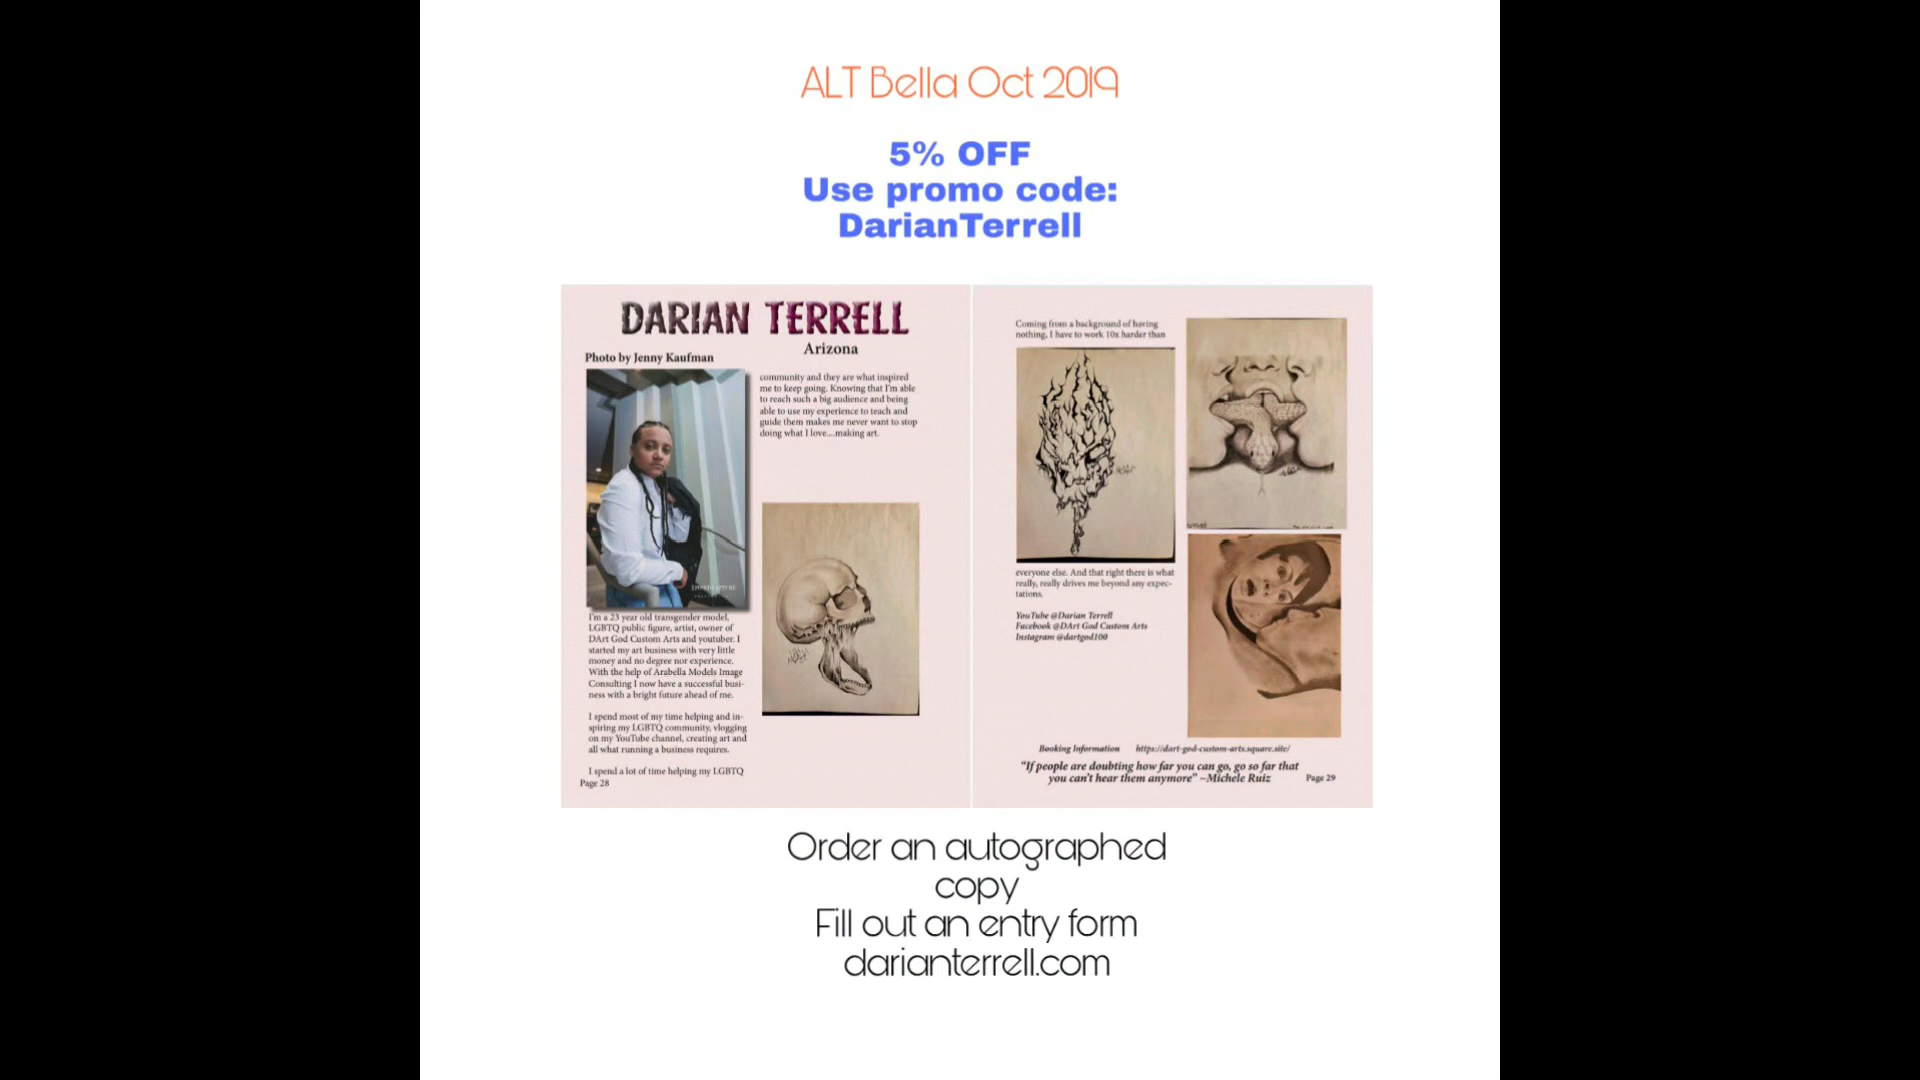 ALT Bella Oct 2019
5% OFF
Use promo code:
DarianTerrell
DARIAN TERRELL
Arizona
Photo by Jenny Kaufman
I'm a 23 year old transgender model,
LGBTQ public figure, artist, owner of
DArt God Custom Arts and youtuber. I
started my art business with very little
money and no degree nor experience.
With the help of Arabella Models Image
Consulting I now have a successful busi-
ness with a bright future ahead of me.
I spend most of my time helping and in-
spiring my LGBTQ community, vlogging
on my YouTube channel, creating art and
all what running a business requires.
I spend a lot of time helping my LGBTQ
Page 28
community and they are what inspired
me to keep going. Knowing that I'm able
to reach such a big audience and being
able to use my experience to teach and
guide them makes me never want to stop
doing what I love....making art.
Coming from a background of having
nothing, I have to work 10x harder than
everyone else. And that right there is what
really, really drives me beyond any expec-
tations.
YouTube @Darian Terrell
Facebook @DArt God Custom Arts
Instagram @dartgod100
Booking Information https://dart-god-custom-arts.square.site/
"If people are doubting how far you can go, go so far that
you can't hear them anymore" ~Michele Ruiz
Page 29
Order an autographed
copy
Fill out an entry form
darianterrell.com